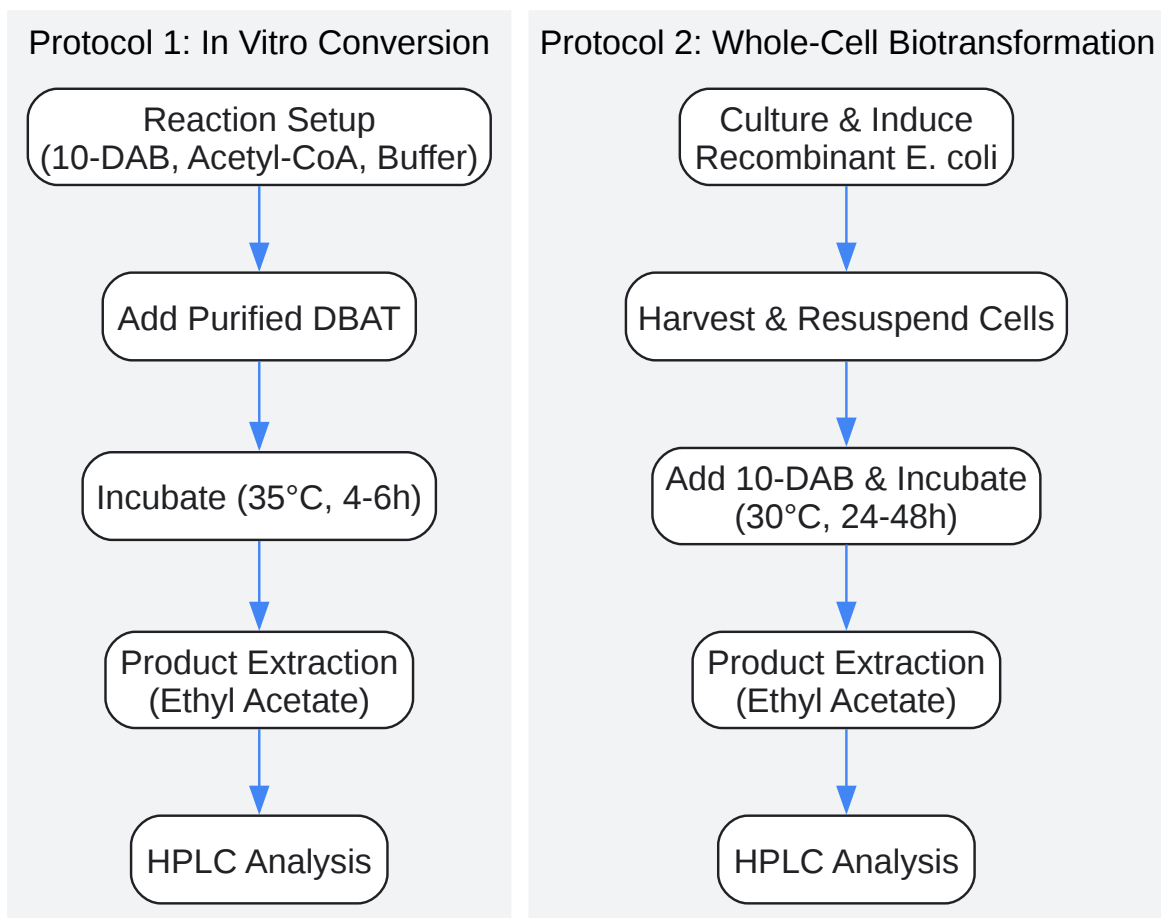 Protocol 1: In Vitro Conversion
Reaction Setup
(10-DAB, Acetyl-CoA, Buffer)
Add Purified DBAT
Incubate (35°C, 4-6h)
Product Extraction
(Ethyl Acetate)
HPLC Analysis
Protocol 2: Whole-Cell Biotransformation
Culture & Induce
Recombinant E. coli
Harvest & Resuspend Cells
Add 10-DAB & Incubate
(30°C, 24-48h)
Product Extraction
(Ethyl Acetate)
HPLC Analysis